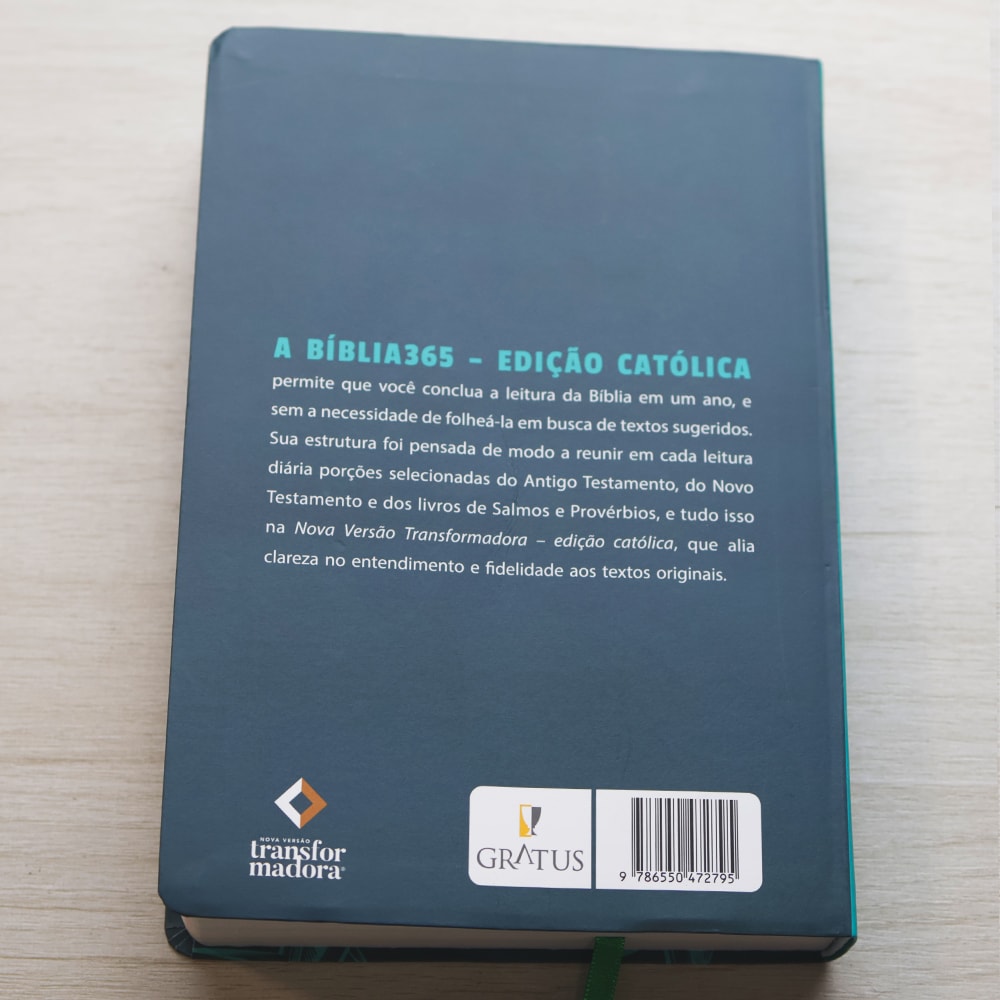 A BÍBLIA365 – EDIÇÃO CATÓLICA
permite que você conclua a leitura da Bíblia em um ano, e
sem a necessidade de folheá-la em busca de textos sugeridos.
Sua estrutura foi pensada de modo a reunir em cada leitura
diária porções selecionadas do Antigo Testamento, do Novo
Testamento e dos livros de Salmos e Provérbios, e tudo isso
na Nova Versão Transformadora – edição católica, que alia
clareza no entendimento e fidelidade aos textos originais.
NOVA VERSÃO
transfor
madora®
GRATUS
9 786550 472795